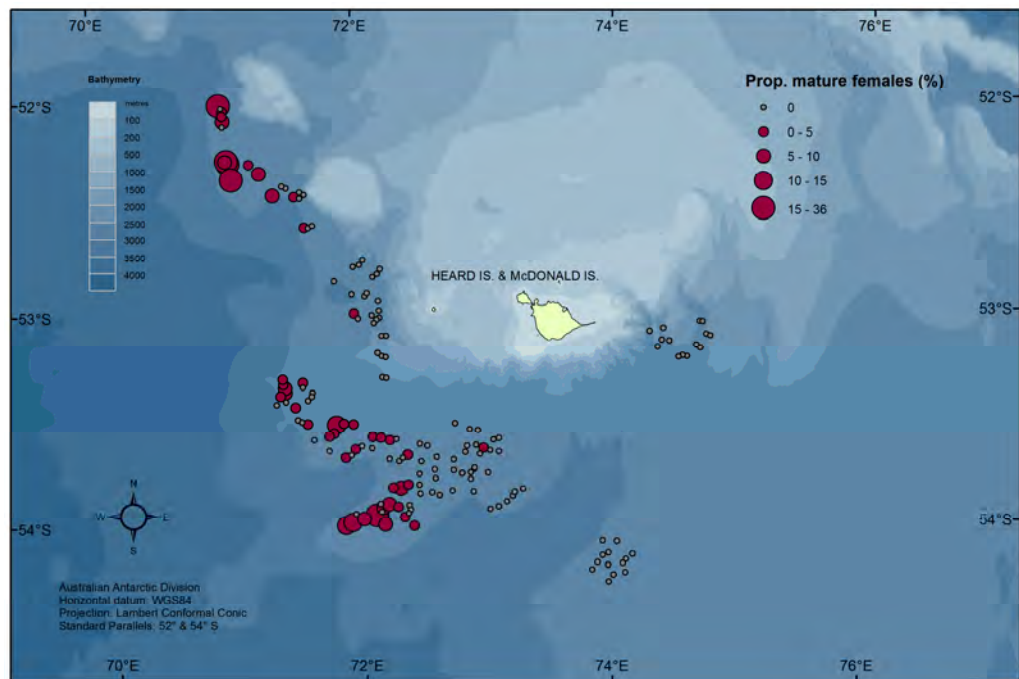 70°E 72°E 74°E 76°E
Bathymetry
metres
100
200
500
1000
1500
2000
2500
3000
3500
4000
Prop. mature females (%)
0
0 - 5
5 - 10
10 - 15
15 - 36
52°S 52°S
HEARD IS. & McDONALD IS.
53°S 53°S
54°S 54°S
N
W E
S
Australian Antarctic Division
Horizontal datum: WGS84
Projection: Lambert Conformal Conic
Standard Parallels: 52° & 54° S
70°E 72°E 74°E 76°E